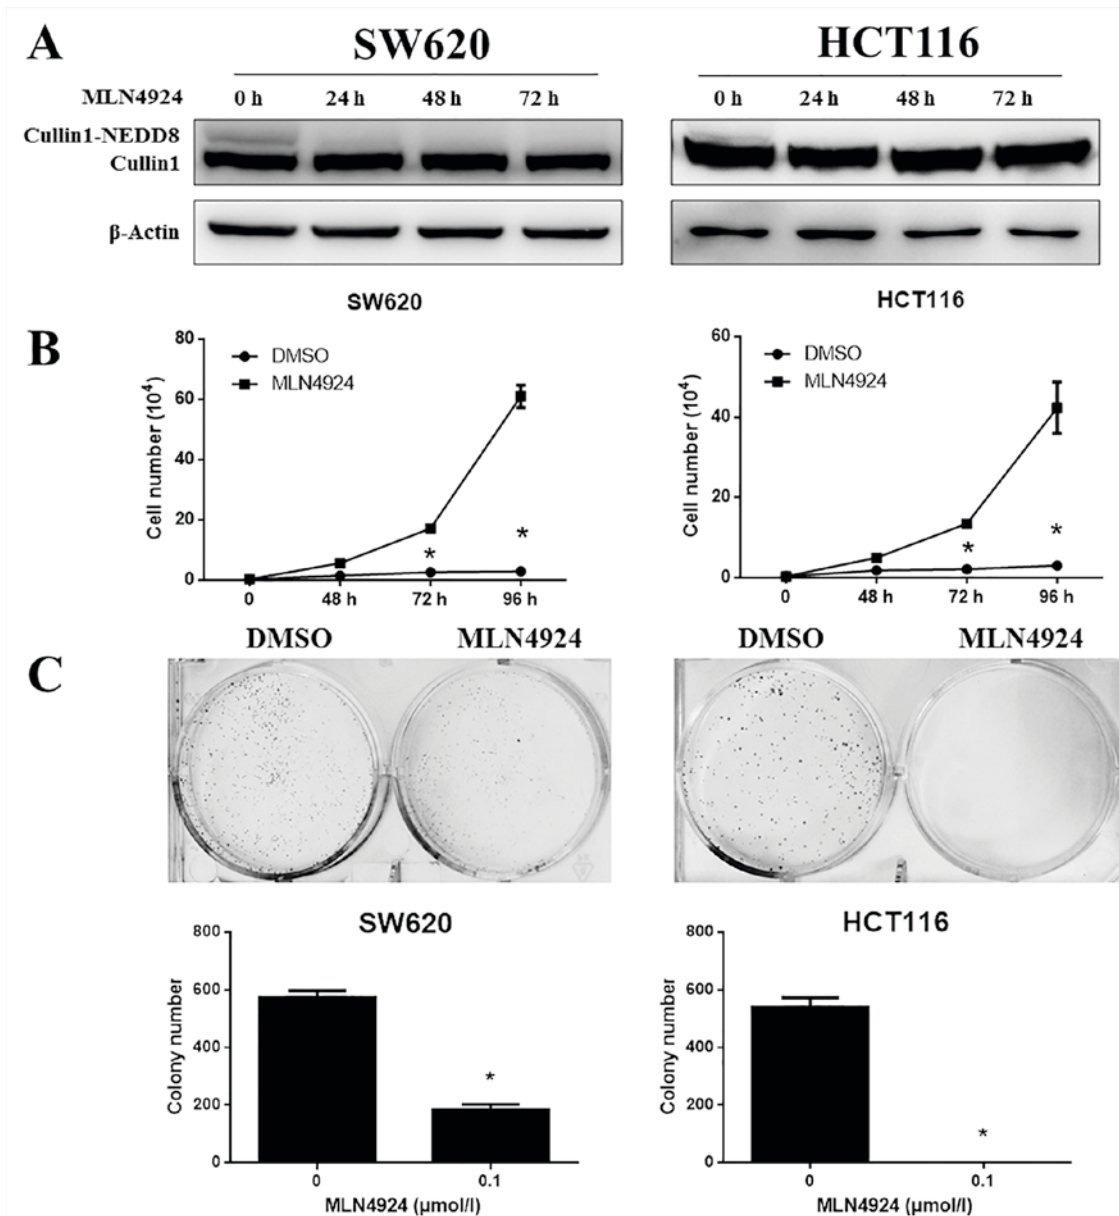 A
SW620
HCT116
MLN4924
0 h 24 h 48 h 72 h
0 h 24 h 48 h 72 h
Cullin1-NEDD8
Cullin1
β-Actin
B
SW620
HCT116
Cell number (10⁴)
80
60
40
20
0
DMSO
MLN4924
*
*
0 48 h 72 h 96 h
Cell number (10⁴)
60
40
20
0
DMSO
MLN4924
*
*
0 48 h 72 h 96 h
C
DMSO MLN4924
DMSO MLN4924
SW620
HCT116
Colony number
800
600
400
200
0
*
0 0.1
MLN4924 (μmol/l)
Colony number
800
600
400
200
0
*
0 0.1
MLN4924 (μmol/l)